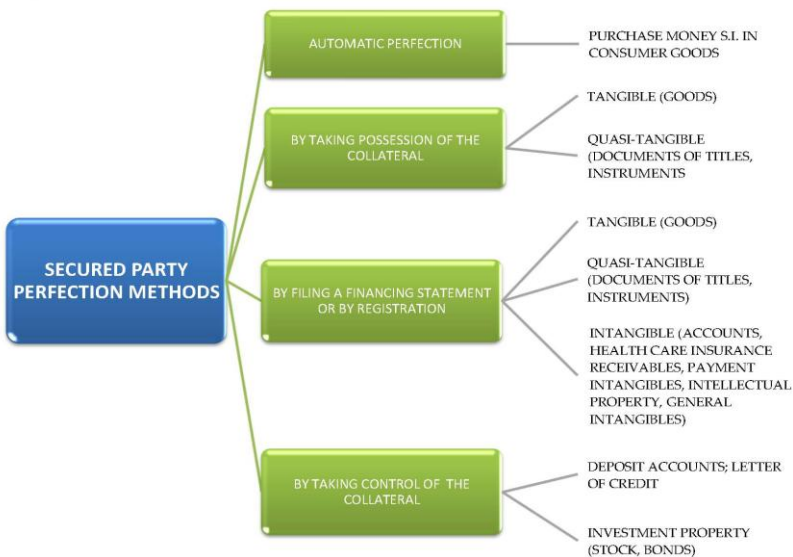 AUTOMATIC PERFECTION
PURCHASE MONEY S.I. IN
CONSUMER GOODS
BY TAKING POSSESSION OF THE
COLLATERAL
TANGIBLE (GOODS)
QUASI-TANGIBLE
(DOCUMENTS OF TITLES,
INSTRUMENTS
SECURED PARTY
PERFECTION METHODS
BY FILING A FINANCING STATEMENT
OR BY REGISTRATION
TANGIBLE (GOODS)
QUASI-TANGIBLE
(DOCUMENTS OF TITLES,
INSTRUMENTS)
INTANGIBLE (ACCOUNTS,
HEALTH CARE INSURANCE
RECEIVABLES, PAYMENT
INTANGIBLES, INTELLECTUAL
PROPERTY, GENERAL
INTANGIBLES)
BY TAKING CONTROL OF THE
COLLATERAL
DEPOSIT ACCOUNTS; LETTER
OF CREDIT
INVESTMENT PROPERTY
(STOCK, BONDS)